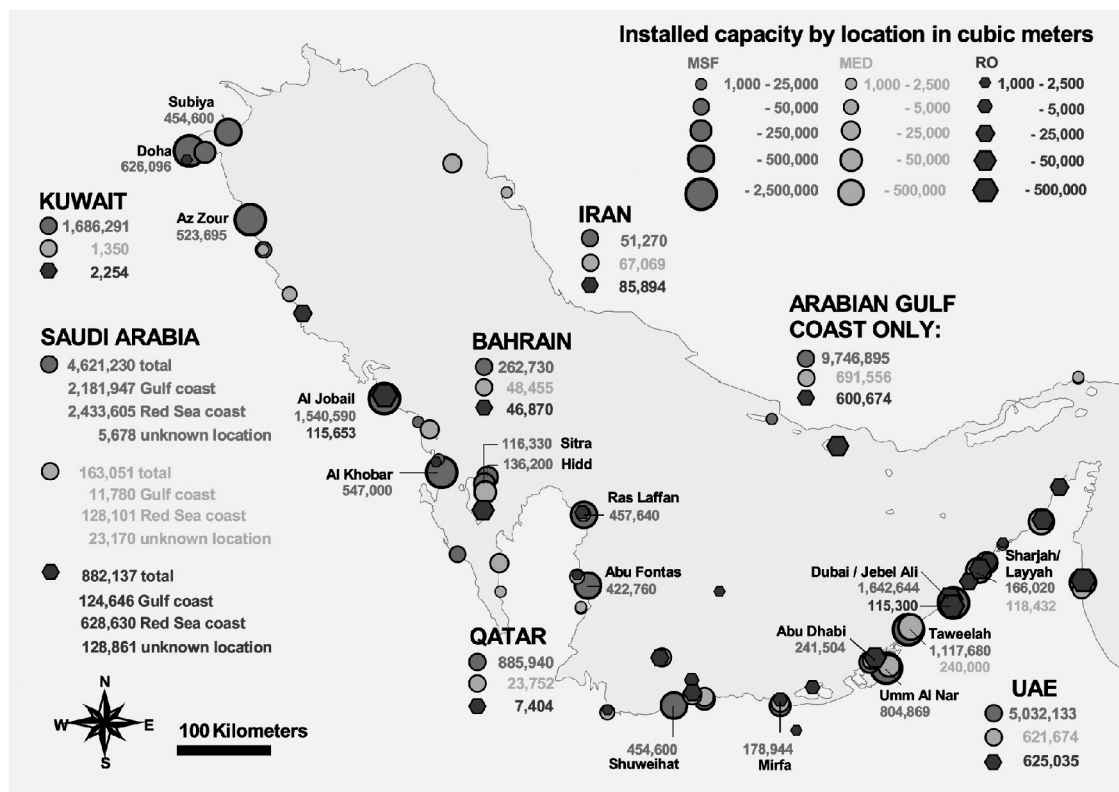 Installed capacity by location in cubic meters
MSF
1,000 - 25,000
- 50,000
- 250,000
- 500,000
- 2,500,000
MED
1,000 - 2,500
- 5,000
- 25,000
- 50,000
- 500,000
RO
1,000 - 2,500
- 5,000
- 25,000
- 50,000
- 500,000
Subiya
454,600
Doha
626,096
KUWAIT
1,686,291
1,350
2,254
Az Zour
523,695
IRAN
51,270
67,069
85,894
ARABIAN GULF
COAST ONLY:
9,746,895
691,556
600,674
SAUDI ARABIA
4,621,230 total
2,181,947 Gulf coast
2,433,605 Red Sea coast
5,678 unknown location
163,051 total
11,780 Gulf coast
128,101 Red Sea coast
23,170 unknown location
882,137 total
124,646 Gulf coast
628,630 Red Sea coast
128,861 unknown location
BAHRAIN
262,730
48,455
46,870
Al Jobail
1,540,590
115,653
116,330 Sitra
136,200 Hidd
Al Khobar
547,000
Ras Laffan
457,640
Abu Fontas
422,760
QATAR
885,940
23,752
7,404
Sharjah/
Layyah
166,020
118,432
Dubai / Jebel Ali
1,642,644
115,300
Abu Dhabi
241,504
Taweelah
1,117,680
240,000
Umm Al Nar
804,869
UAE
5,032,133
621,674
625,035
454,600
Shuweihat
178,944
Mirfa
N
W E
S
100 Kilometers